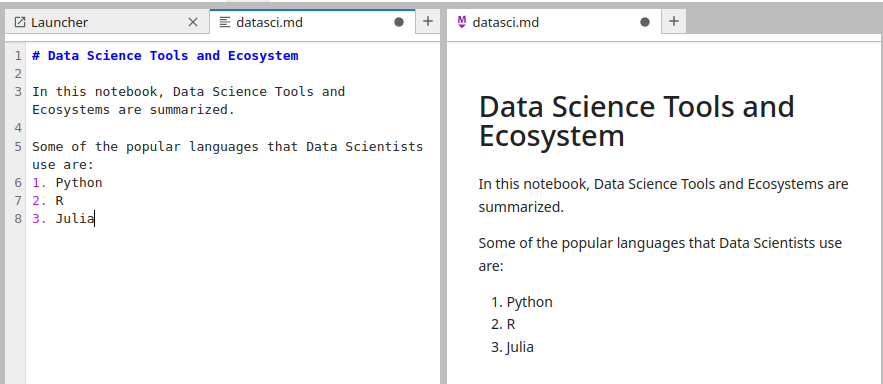 Launcher
datasci.md
1 # Data Science Tools and Ecosystem
2
3 In this notebook, Data Science Tools and
Ecosystems are summarized.
4
5 Some of the popular languages that Data Scientists
use are:
6 1. Python
7 2. R
8 3. Julia
datasci.md
Data Science Tools and
Ecosystem
In this notebook, Data Science Tools and Ecosystems are
summarized.
Some of the popular languages that Data Scientists use
are:
1. Python
2. R
3. Julia